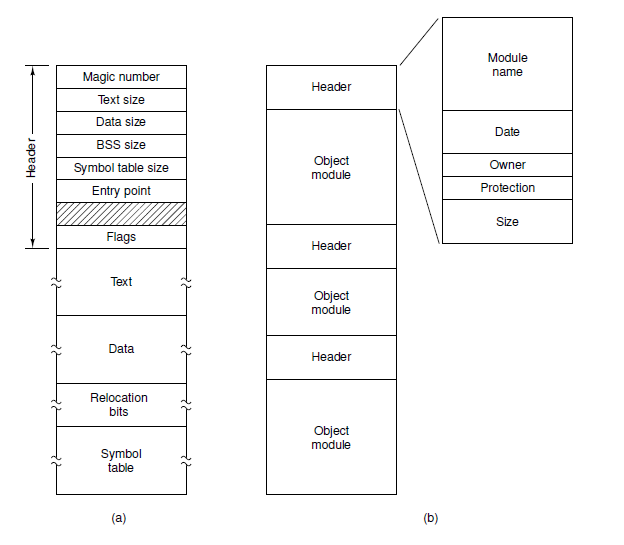 Header
Magic number
Text size
Data size
BSS size
Symbol table size
Entry point
Flags
Text
Data
Relocation
bits
Symbol
table
(a)
Header
Object
module
Header
Object
module
Header
Object
module
Module
name
Date
Owner
Protection
Size
(b)